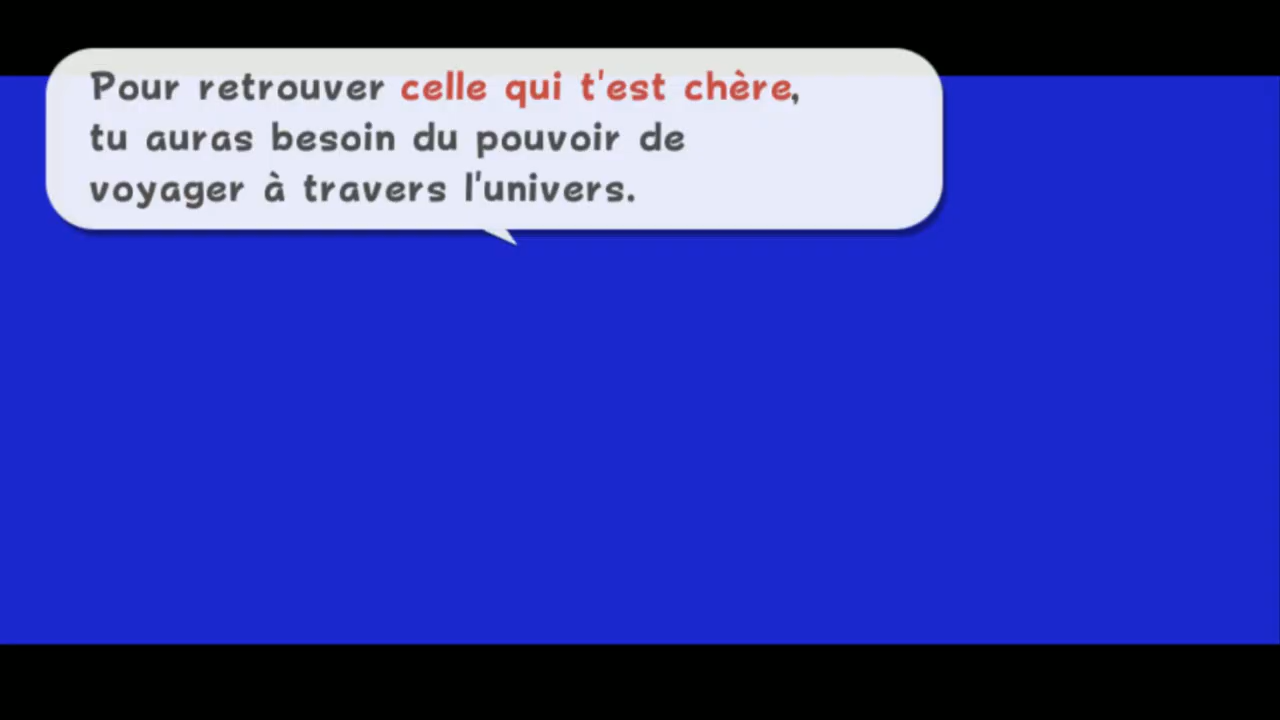 Pour retrouver celle qui t'est chère,
tu auras besoin du pouvoir de
voyager à travers l'univers.